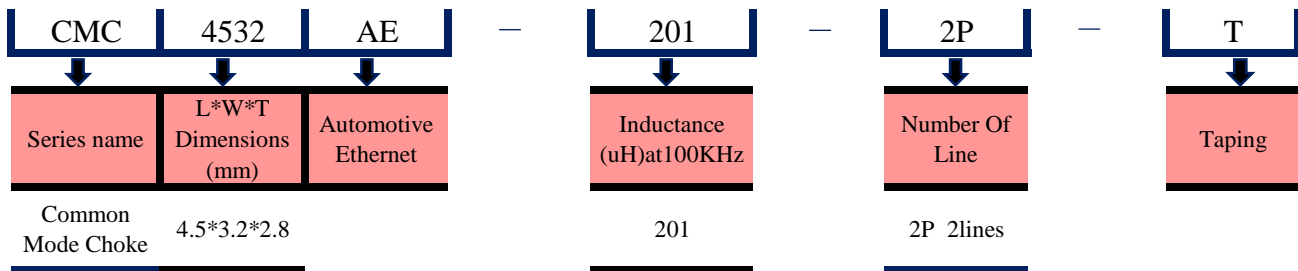 CMC 4532 AE — 201 — 2P — T
Series name
L*W*T
Dimensions
(mm)
Automotive
Ethernet
Inductance
(uH)at100KHz
Number Of
Line
Taping
Common
Mode Choke
4.5*3.2*2.8
201
2P 2lines